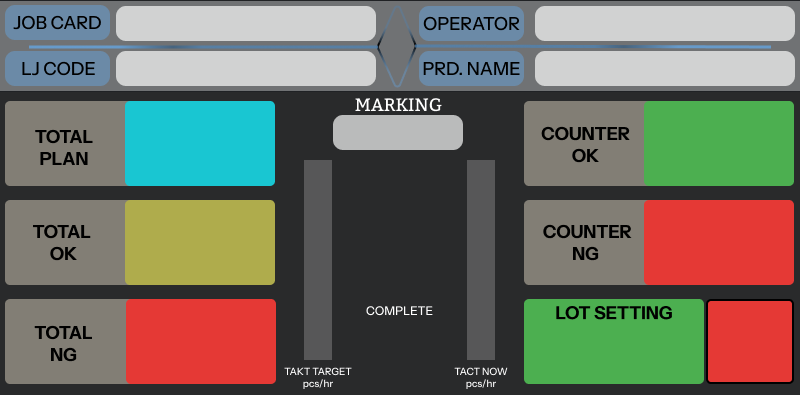 JOB CARD
OPERATOR
LJ CODE
PRD. NAME
MARKING
TOTAL
PLAN
COUNTER
OK
TOTAL
OK
COUNTER
NG
TOTAL
NG
COMPLETE
LOT SETTING
TAKT TARGET
pcs/hr
TACT NOW
pcs/hr